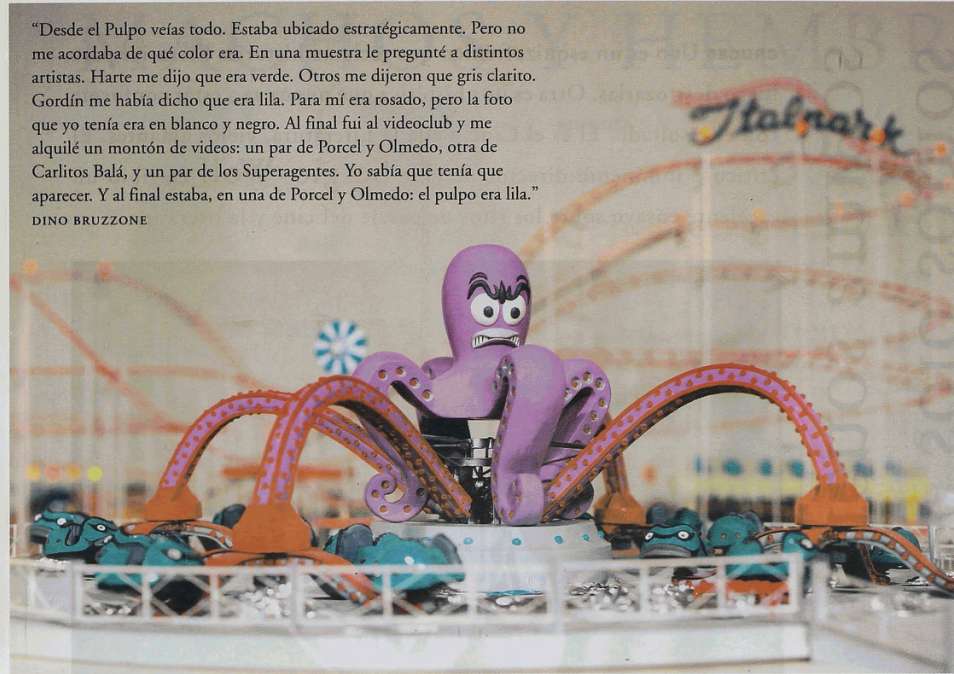 “Desde el Pulpo veías todo. Estaba ubicado estratégicamente. Pero no
me acordaba de qué color era. En una muestra le pregunté a distintos
artistas. Harte me dijo que era verde. Otros me dijeron que gris clarito.
Gordín me había dicho que era lila. Para mí era rosado, pero la foto
que yo tenía era en blanco y negro. Al final fui al videoclub y me
alquilé un montón de videos: un par de Porcel y Olmedo, otra de
Carlitos Balá, y un par de los Superagentes. Yo sabía que tenía que
aparecer. Y al final estaba, en una de Porcel y Olmedo: el pulpo era lila.”
DINO BRUZZONE
Italpark